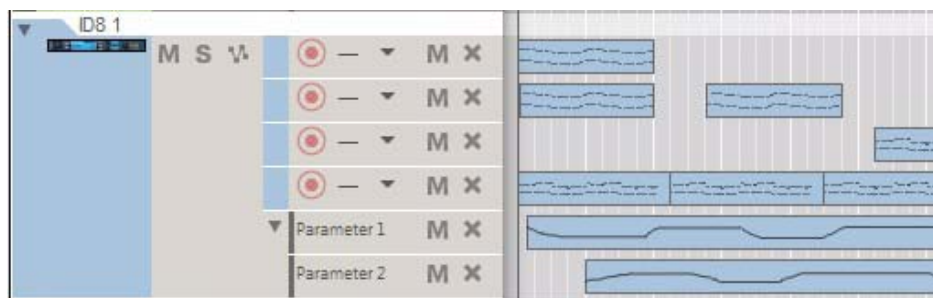 ID8 1
M S M
M
M
M
Parameter 1 M
Parameter 2 M